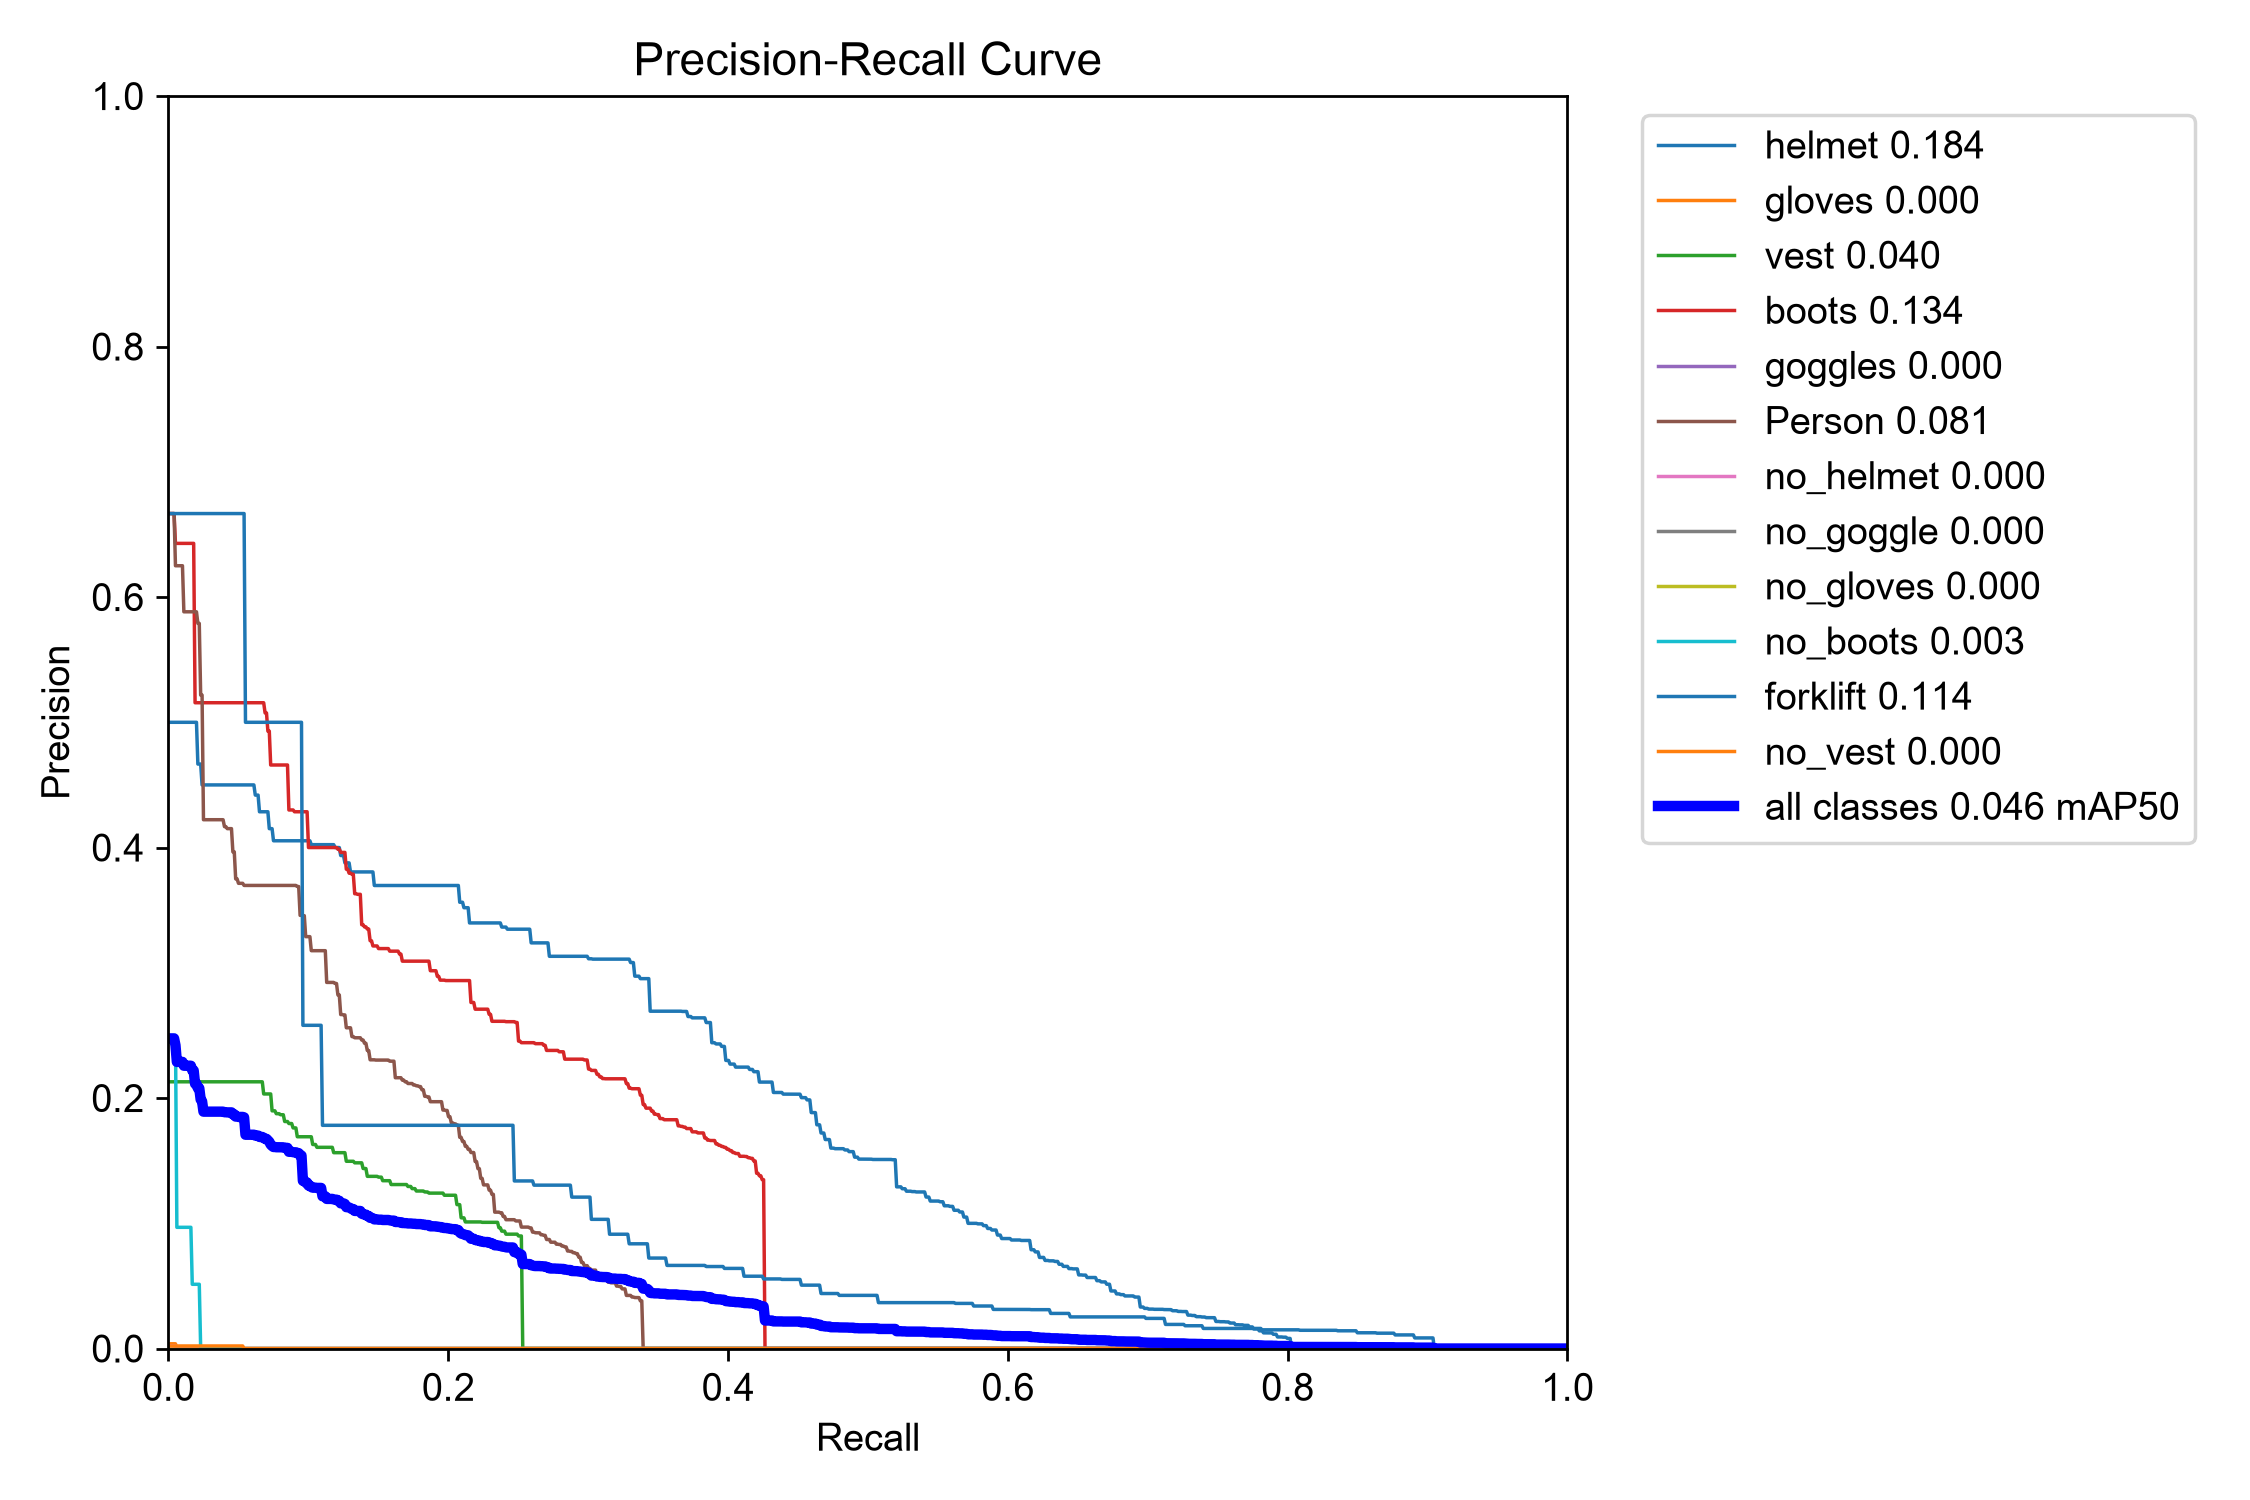 Precision-Recall Curve
1.0
0.8
0.6
0.4
0.2
0.0
Precision
0.0 0.2 0.4 0.6 0.8 1.0
Recall
helmet 0.184
gloves 0.000
vest 0.040
boots 0.134
goggles 0.000
Person 0.081
no_helmet 0.000
no_goggle 0.000
no_gloves 0.000
no_boots 0.003
forklift 0.114
no_vest 0.000
all classes 0.046 mAP50